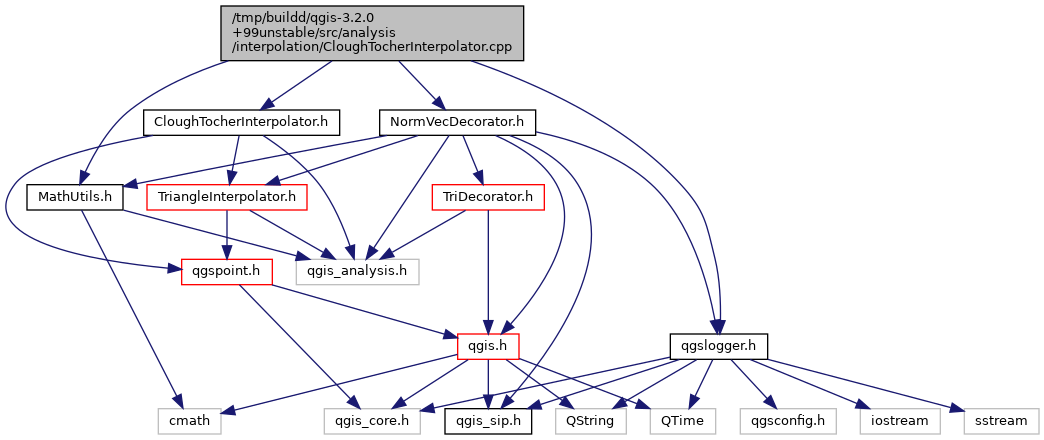 /tmp/buildd/qgis-3.2.0
+99unstable/src/analysis
/interpolation/CloughTocherInterpolator.cpp
CloughTocherInterpolator.h
NormVecDecorator.h
MathUtils.h
TriangleInterpolator.h
TriDecorator.h
qgspoint.h
qgis_analysis.h
qgis.h
qgslogger.h
cmath
qgis_core.h
qgis_sip.h
QString
QTime
qgsconfig.h
iostream
sstream